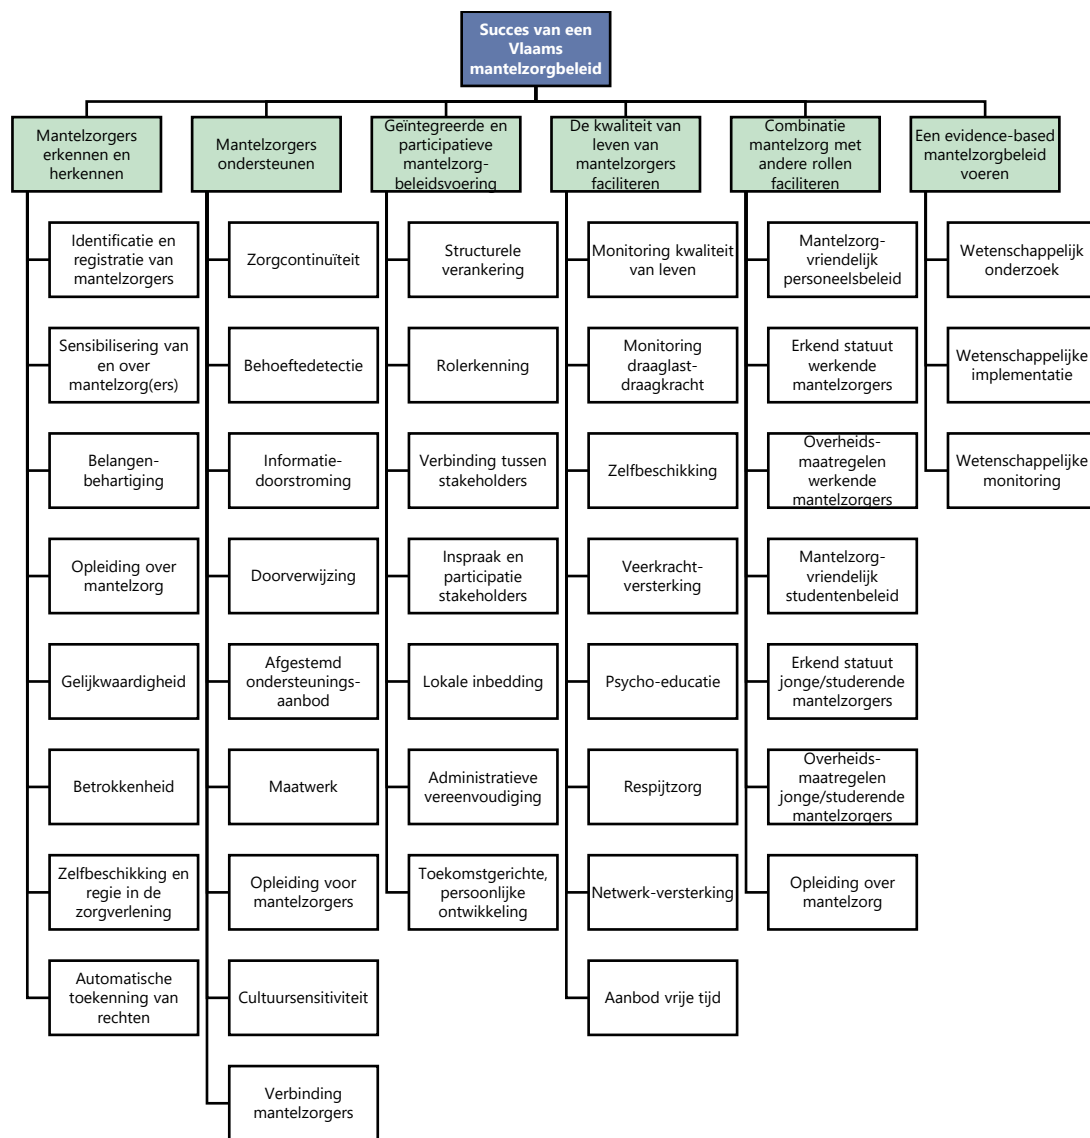 Succes van een
Vlaams
mantelzorgbeleid
Mantelzorgers
erkennen en
herkennen
Mantelzorgers
ondersteunen
Geïntegreerde en
participatieve
mantelzorg-
beleidsvoering
De kwaliteit van
leven van
mantelzorgers
faciliteren
Combinatie
mantelzorg met
andere rollen
faciliteren
Een evidence-based
mantelzorgbeleid
voeren
Identificatie en
registratie van
mantelzorgers
Sensibilisering van
en over
mantelzorg(ers)
Belangen-
behartiging
Opleiding over
mantelzorg
Gelijkwaardigheid
Betrokkenheid
Zelfbeschikking en
regie in de
zorgverlening
Automatische
toekenning van
rechten
Zorgcontinuïteit
Behoeftedetectie
Informatie-
doorstroming
Doorverwijzing
Afgestemd
ondersteunings-
aanbod
Maatwerk
Opleiding voor
mantelzorgers
Cultuursensitiviteit
Verbinding
mantelzorgers
Structurele
verankering
Rolerkenning
Verbinding tussen
stakeholders
Inspraak en
participatie
stakeholders
Lokale inbedding
Administratieve
vereenvoudiging
Toekomstgerichte,
persoonlijke
ontwikkeling
Monitoring kwaliteit
van leven
Monitoring
draaglast-
draagkracht
Zelfbeschikking
Veerkracht-
versterking
Psycho-educatie
Respijtzorg
Netwerk-versterking
Aanbod vrije tijd
Mantelzorg-
vriendelijk
personeelsbeleid
Erkend statuut
werkende
mantelzorgers
Overheids-
maatregelen
werkende
mantelzorgers
Mantelzorg-
vriendelijk
studentenbeleid
Erkend statuut
jonge/studerende
mantelzorgers
Overheids-
maatregelen
jonge/studerende
mantelzorgers
Opleiding over
mantelzorg
Wetenschappelijk
onderzoek
Wetenschappelijke
implementatie
Wetenschappelijke
monitoring